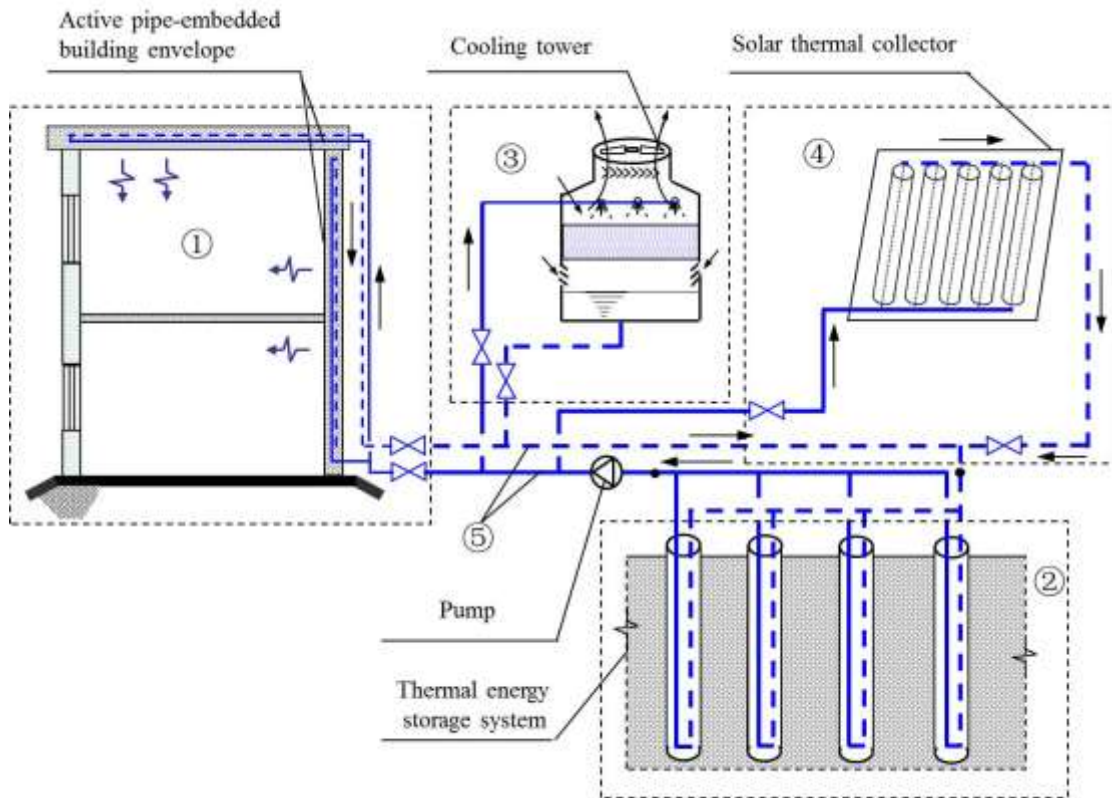 Active pipe-embedded
building envelope
Cooling tower
Solar thermal collector
③
④
①
⑤
②
Pump
Thermal energy
storage system